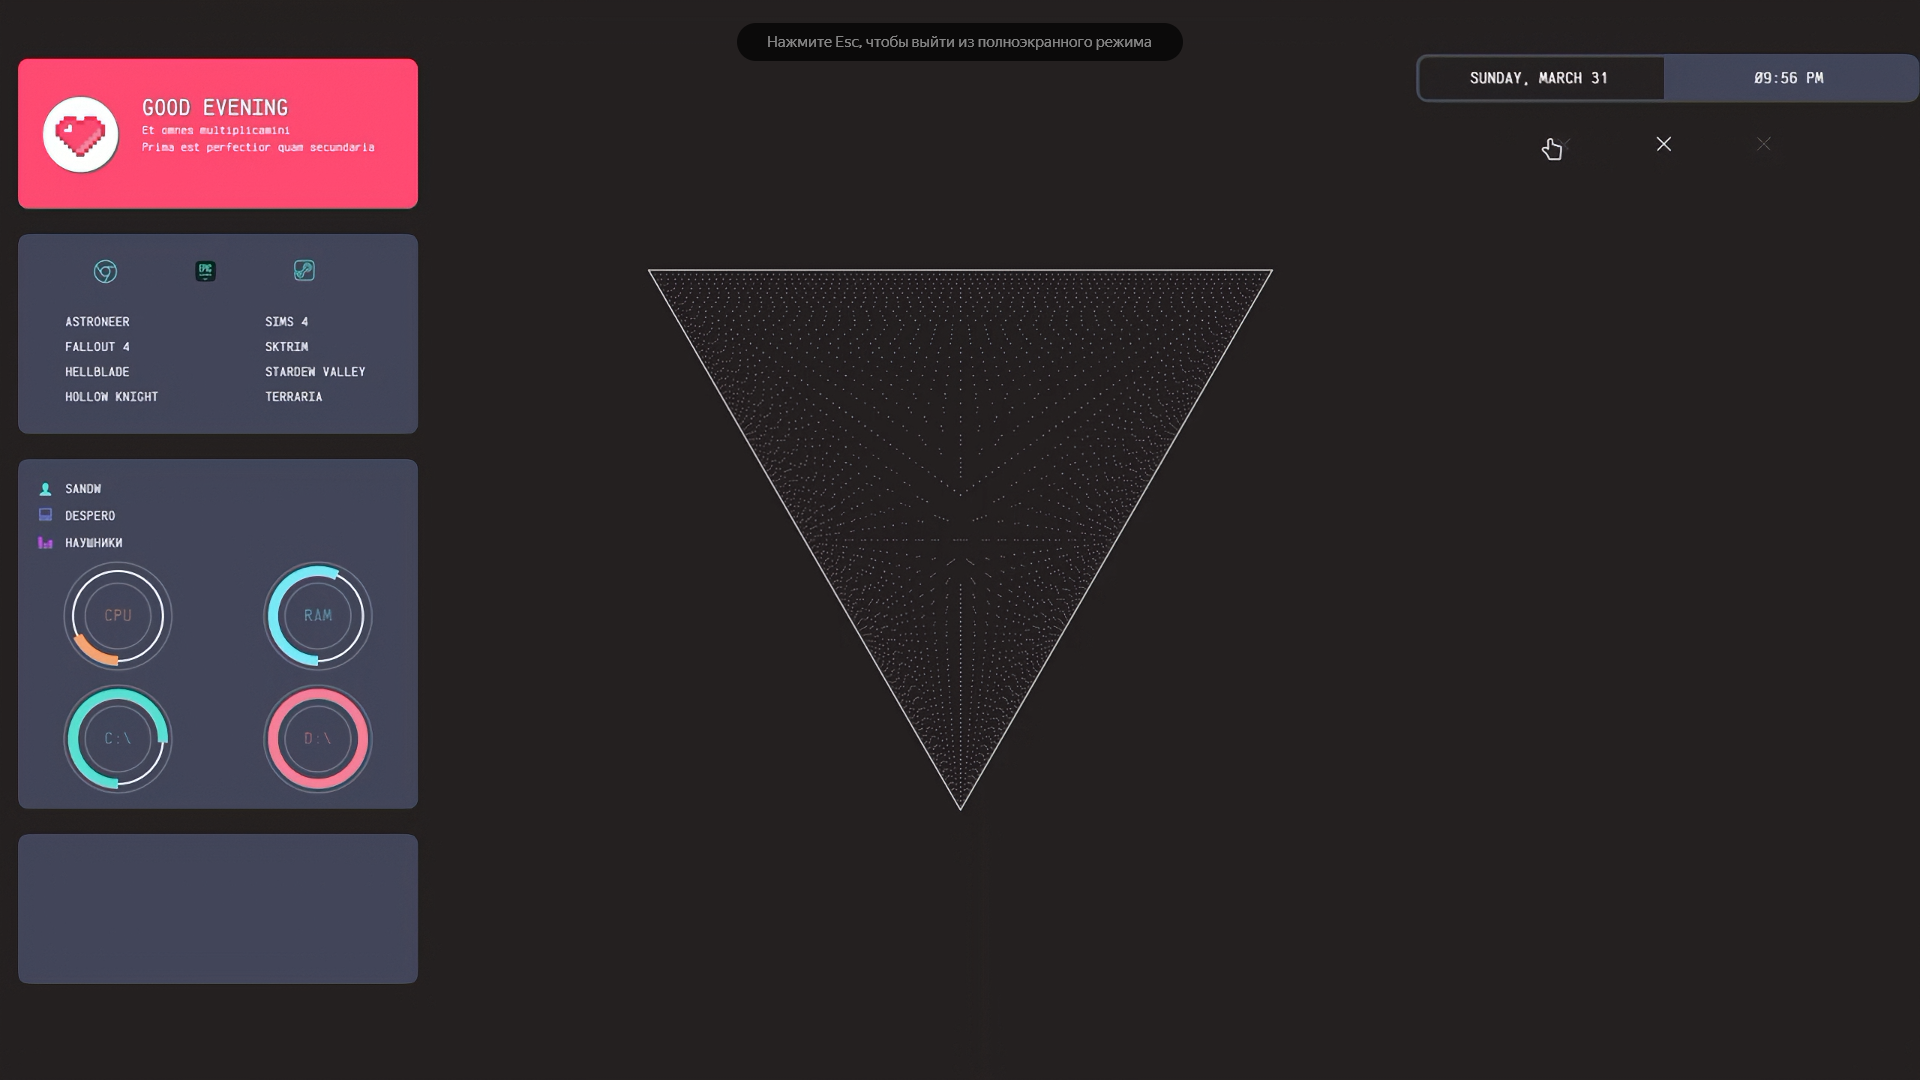 Нажмите Esc, чтобы выйти из полноэкранного режима
SUNDAY, MARCH 31
09:56 PM
GOOD EVENING
Et omnes multiplicamini
Prima est perfectior quam secundaria
EPIC
ASTRONEER
SIMS 4
FALLOUT 4
SKTRIM
HELLBLADE
STARDEW VALLEY
HOLLOW KNIGHT
TERRARIA
SANDW
DESPERO
НАУШНИКИ
CPU
RAM
C:\
D:\